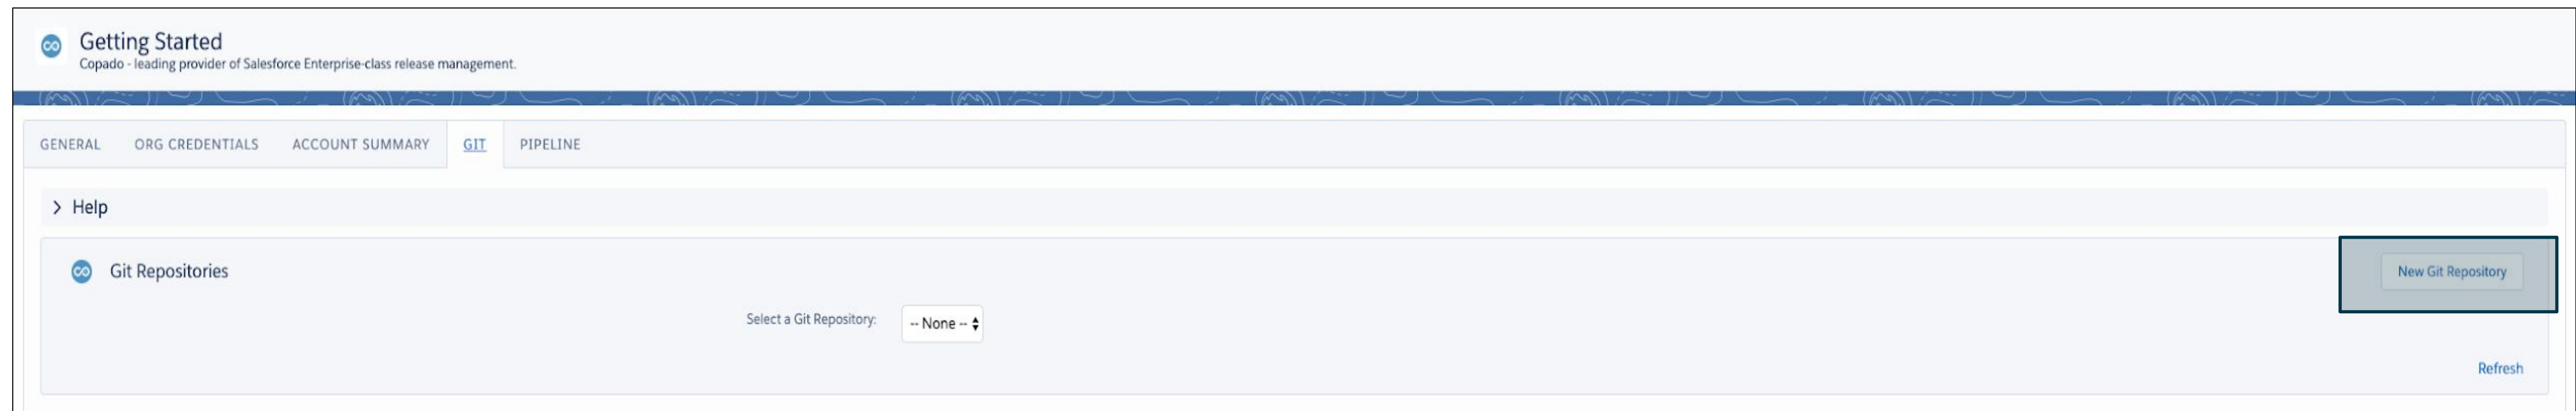 Getting Started
Copado - leading provider of Salesforce Enterprise-class release management.
GENERAL ORG CREDENTIALS ACCOUNT SUMMARY GIT PIPELINE
Help
Git Repositories
New Git Repository
Select a Git Repository: -- None --
Refresh